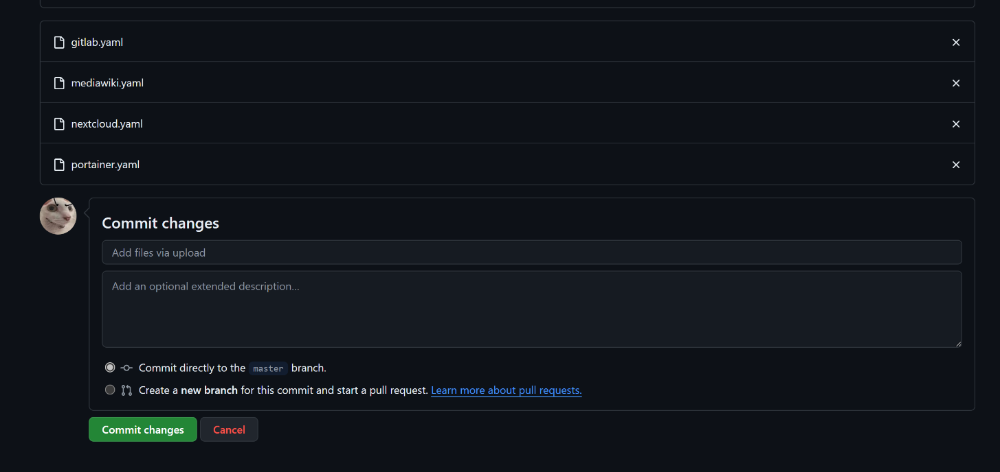 gitlab.yaml
mediawiki.yaml
nextcloud.yaml
portainer.yaml
Commit changes
Add files via upload
Add an optional extended description...
Commit directly to the master branch.
Create a new branch for this commit and start a pull request. Learn more about pull requests.
Commit changes Cancel